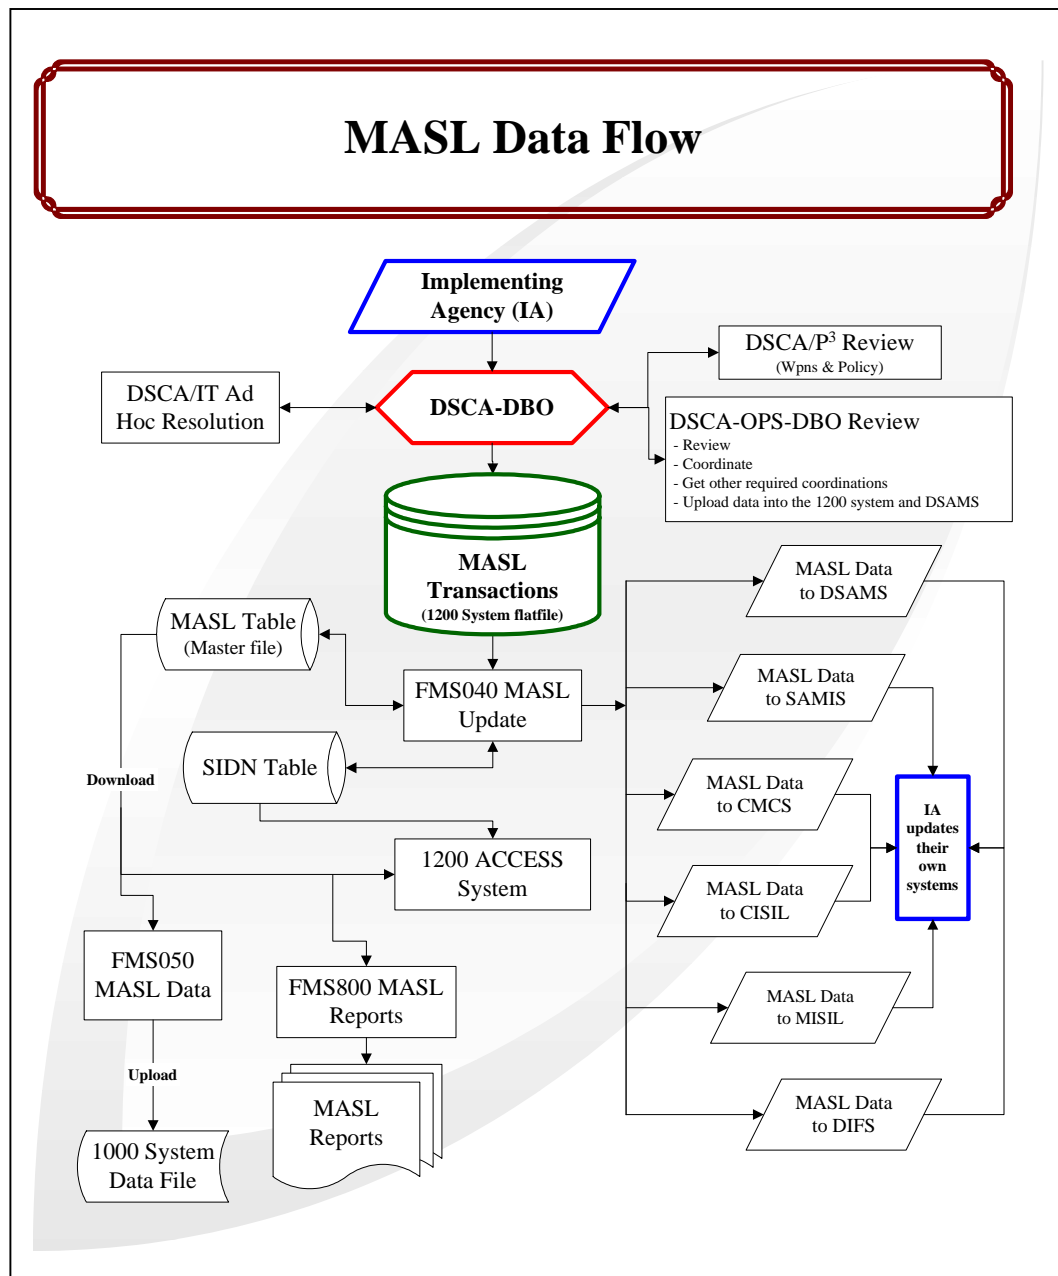 MASL Data Flow
Implementing
Agency (IA)
DSCA/P³ Review
(Wpns & Policy)
DSCA/IT Ad
Hoc Resolution
DSCA-DBO
DSCA-OPS-DBO Review
- Review
- Coordinate
- Get other required coordinations
- Upload data into the 1200 system and DSAMS
MASL
Transactions
(1200 System flatfile)
MASL Data
to DSAMS
MASL Table
(Master file)
FMS040 MASL
Update
MASL Data
to SAMIS
SIDN Table
Download
MASL Data
to CMCS
IA
updates
their
own
systems
1200 ACCESS
System
MASL Data
to CISIL
FMS050
MASL Data
FMS800 MASL
Reports
MASL Data
to MISIL
Upload
MASL
Reports
MASL Data
to DIFS
1000 System
Data File